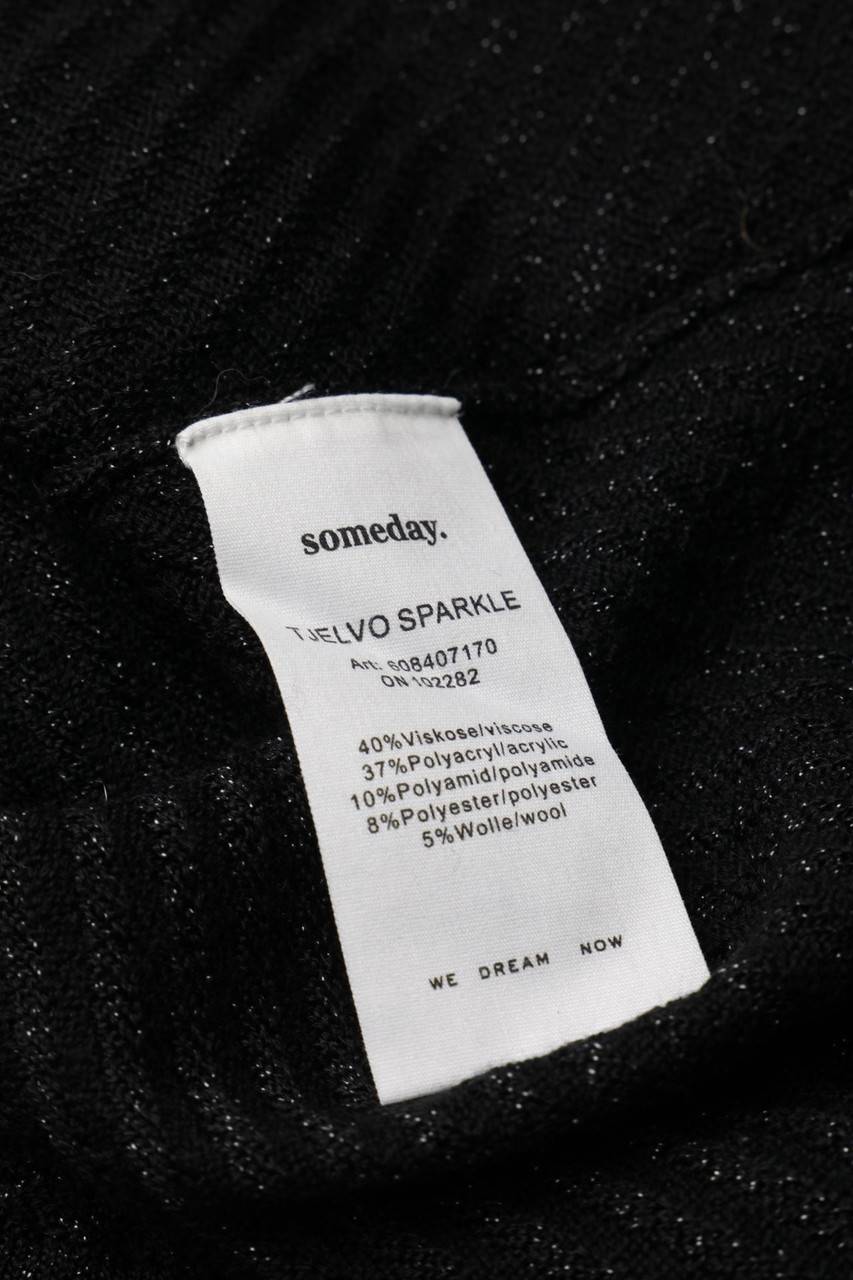 someday.
TJELVO SPARKLE
Art: 608407170
ON 102282
40%Viskose/viscose
37%Polyacryl/acrylic
10%Polyamid/polyamide
8%Polyester/polyester
5%Wolle/wool
WE DREAM NOW